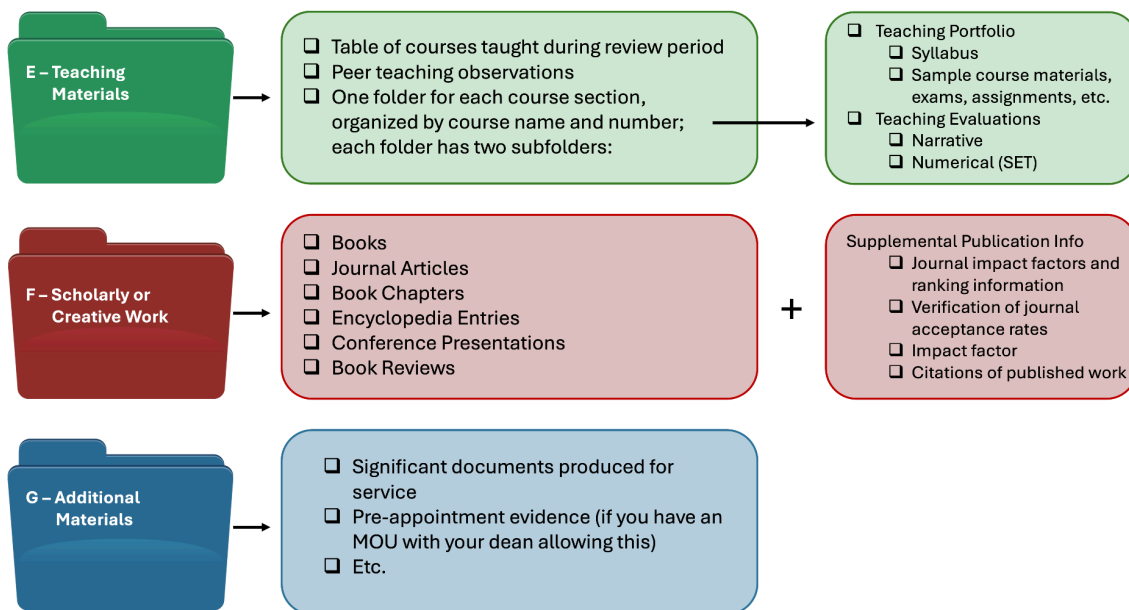 E – Teaching
Materials
❑ Table of courses taught during review period
❑ Peer teaching observations
❑ One folder for each course section,
organized by course name and number;
each folder has two subfolders:
❑ Teaching Portfolio
❑ Syllabus
❑ Sample course materials,
exams, assignments, etc.
❑ Teaching Evaluations
❑ Narrative
❑ Numerical (SET)
F – Scholarly or
Creative Work
❑ Books
❑ Journal Articles
❑ Book Chapters
❑ Encyclopedia Entries
❑ Conference Presentations
❑ Book Reviews
+
Supplemental Publication Info
❑ Journal impact factors and
ranking information
❑ Verification of journal
acceptance rates
❑ Impact factor
❑ Citations of published work
G – Additional
Materials
❑ Significant documents produced for
service
❑ Pre-appointment evidence (if you have an
MOU with your dean allowing this)
❑ Etc.